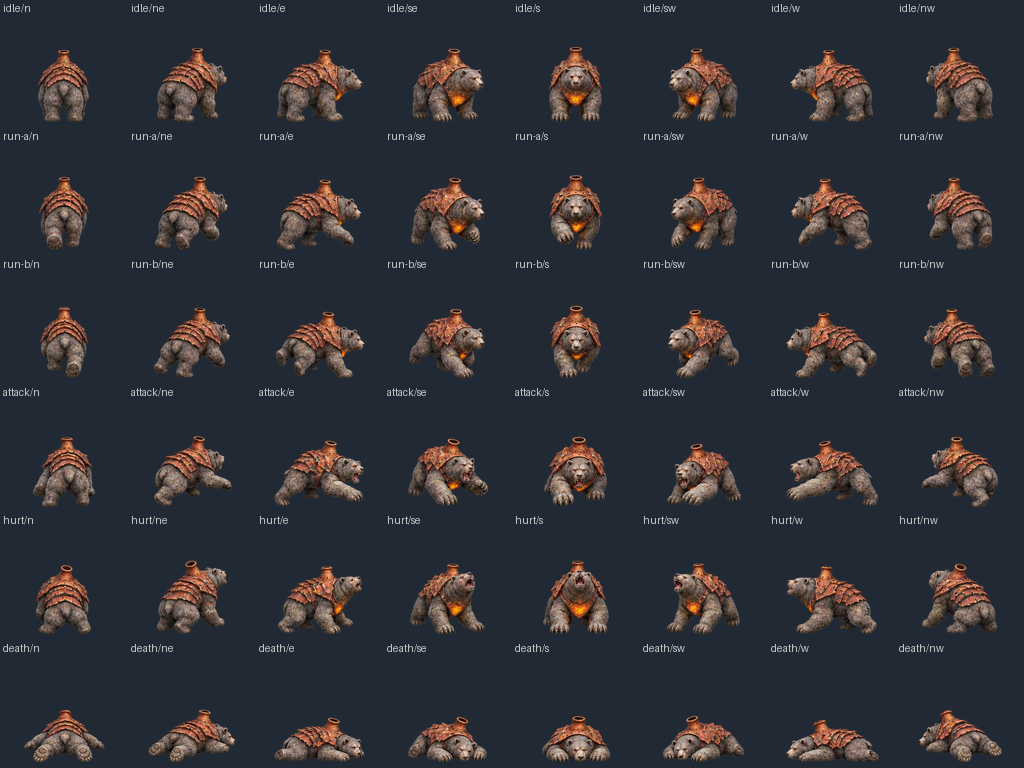 idle/n idle/ne idle/e idle/se idle/s idle/sw idle/w idle/nw
run-a/n run-a/ne run-a/e run-a/se run-a/s run-a/sw run-a/w run-a/nw
run-b/n run-b/ne run-b/e run-b/se run-b/s run-b/sw run-b/w run-b/nw
attack/n attack/ne attack/e attack/se attack/s attack/sw attack/w attack/nw
hurt/n hurt/ne hurt/e hurt/se hurt/s hurt/sw hurt/w hurt/nw
death/n death/ne death/e death/se death/s death/sw death/w death/nw